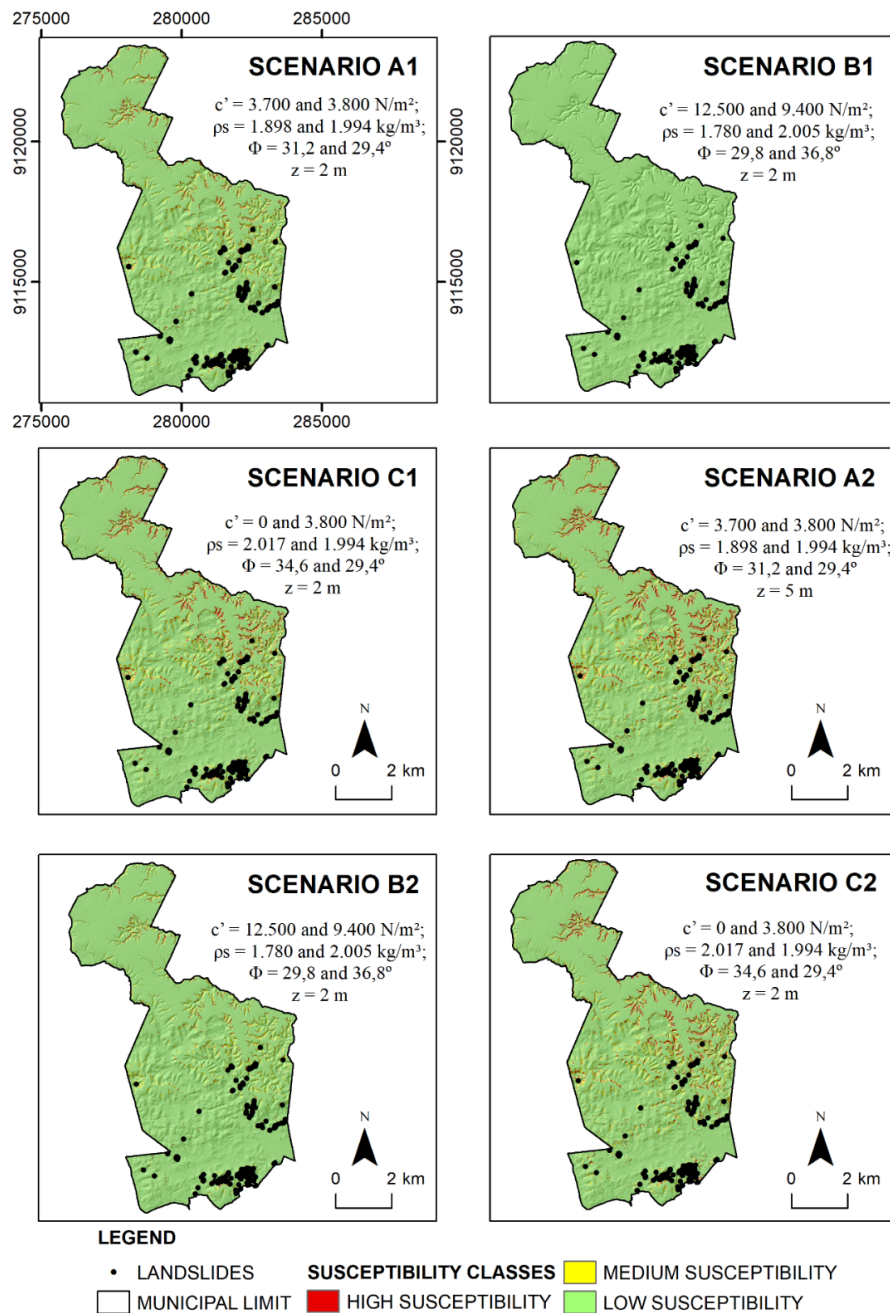 275000 280000 285000
SCENARIO A1
c' = 3.700 and 3.800 N/m²;
ρs = 1.898 and 1.994 kg/m³;
Φ = 31,2 and 29,4º
z = 2 m
9120000
9115000
275000 280000 285000
SCENARIO B1
c' = 12.500 and 9.400 N/m²;
ρs = 1.780 and 2.005 kg/m³;
Φ = 29,8 and 36,8º
z = 2 m
9120000
9115000
SCENARIO C1
c' = 0 and 3.800 N/m²;
ρs = 2.017 and 1.994 kg/m³;
Φ = 34,6 and 29,4º
z = 2 m
N
0 2 km
SCENARIO A2
c' = 3.700 and 3.800 N/m²;
ρs = 1.898 and 1.994 kg/m³;
Φ = 31,2 and 29,4º
z = 5 m
N
0 2 km
SCENARIO B2
c' = 12.500 and 9.400 N/m²;
ρs = 1.780 and 2.005 kg/m³;
Φ = 29,8 and 36,8º
z = 2 m
N
0 2 km
SCENARIO C2
c' = 0 and 3.800 N/m²;
ρs = 2.017 and 1.994 kg/m³;
Φ = 34,6 and 29,4º
z = 2 m
N
0 2 km
LEGEND
LANDSLIDES SUSCEPTIBILITY CLASSES MEDIUM SUSCEPTIBILITY
MUNICIPAL LIMIT HIGH SUSCEPTIBILITY LOW SUSCEPTIBILITY